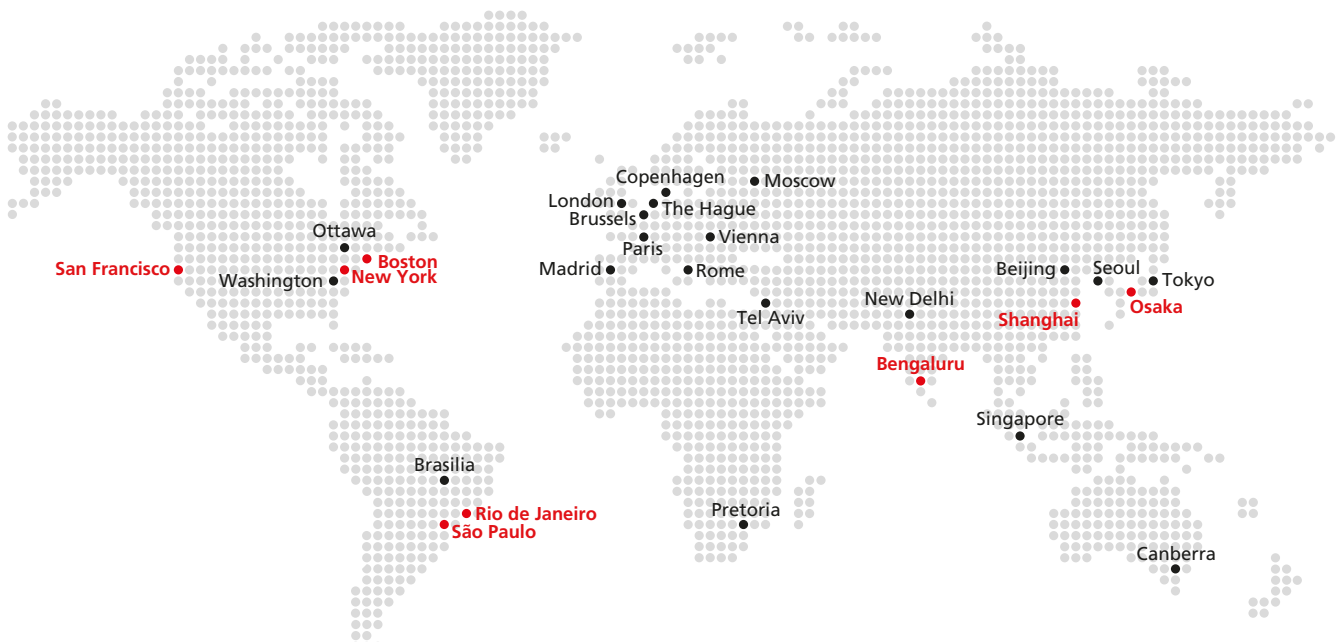 Copenhagen
Moscow
London
The Hague
Brussels
Ottawa
Paris
Vienna
Boston
San Francisco
New York
Washington
Madrid
Rome
Beijing
Seoul
Tokyo
New Delhi
Osaka
Tel Aviv
Shanghai
Bengaluru
Singapore
Brasilia
Pretoria
Rio de Janeiro
São Paulo
Canberra